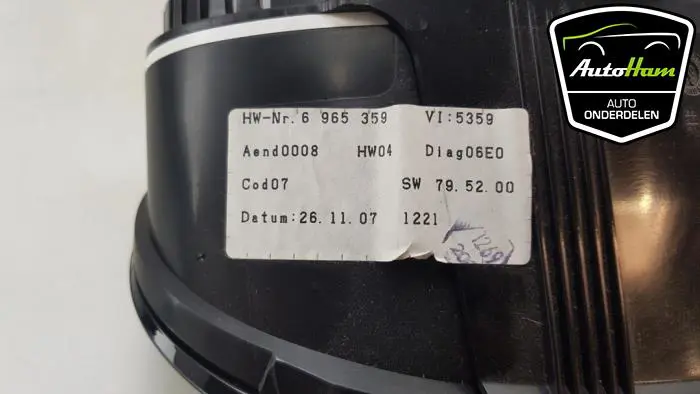 HW-Nr. 6 965 359 VI:5359
Aend0008 HW04 Diag06E0
Cod07 SW 79.52.00
Datum:26.11.07 1221
AutoHam
AUTO
ONDERDELEN